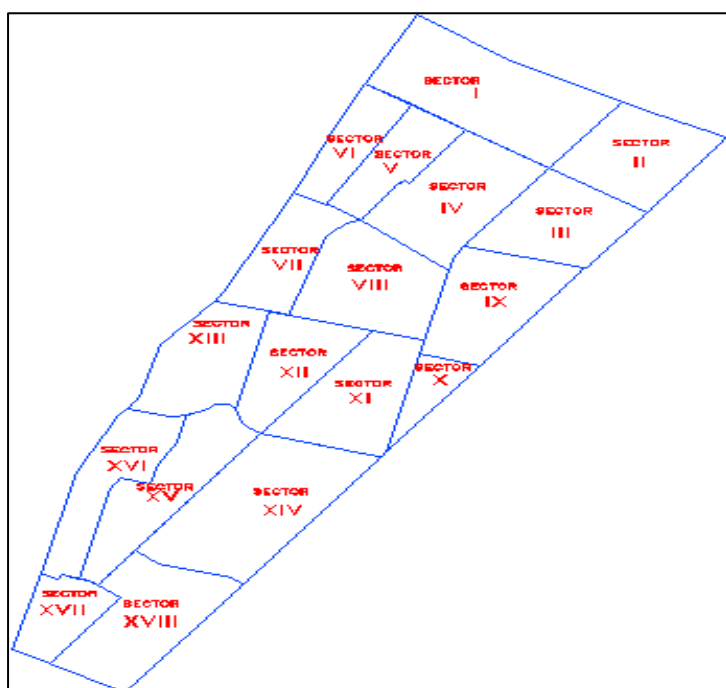 SECTOR
I
SECTOR
II
SECTOR
VI
SECTOR
V
SECTOR
IV
SECTOR
III
SECTOR
VII
SECTOR
VIII
SECTOR
IX
SECTOR
XIII
SECTOR
XII
SECTOR
XI
SECTOR
X
SECTOR
XVI
SECTOR
XV
SECTOR
XIV
SECTOR
XVII
SECTOR
XVIII